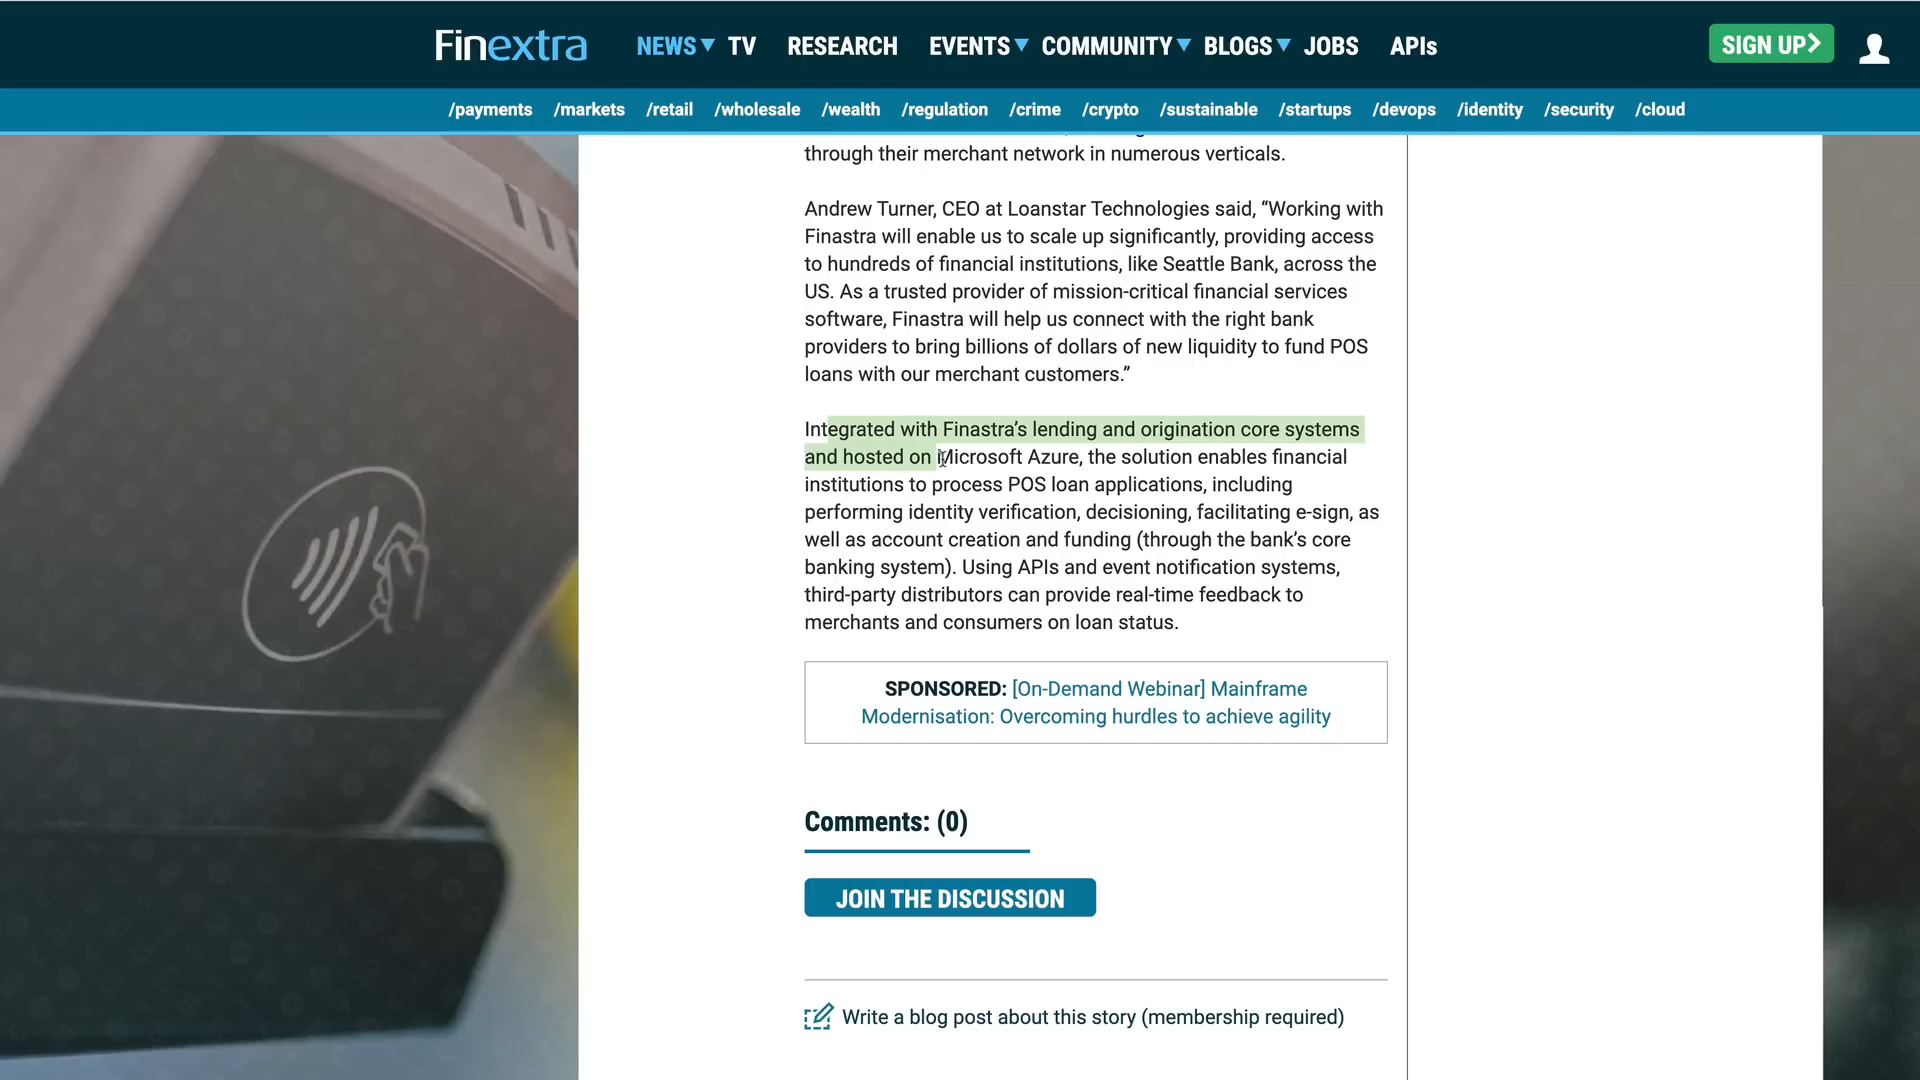 Finextra
NEWS TV RESEARCH EVENTS COMMUNITY BLOGS JOBS APIs
SIGN UP
/payments /markets /retail /wholesale /wealth /regulation /crime /crypto /sustainable /startups /devops /identity /security /cloud
through their merchant network in numerous verticals.
Andrew Turner, CEO at Loanstar Technologies said, “Working with
Finastra will enable us to scale up significantly, providing access
to hundreds of financial institutions, like Seattle Bank, across the
US. As a trusted provider of mission-critical financial services
software, Finastra will help us connect with the right bank
providers to bring billions of dollars of new liquidity to fund POS
loans with our merchant customers.”
Integrated with Finastra’s lending and origination core systems
and hosted on Microsoft Azure, the solution enables financial
institutions to process POS loan applications, including
performing identity verification, decisioning, facilitating e-sign, as
well as account creation and funding (through the bank’s core
banking system). Using APIs and event notification systems,
third-party distributors can provide real-time feedback to
merchants and consumers on loan status.
SPONSORED: [On-Demand Webinar] Mainframe
Modernisation: Overcoming hurdles to achieve agility
Comments: (0)
JOIN THE DISCUSSION
Write a blog post about this story (membership required)